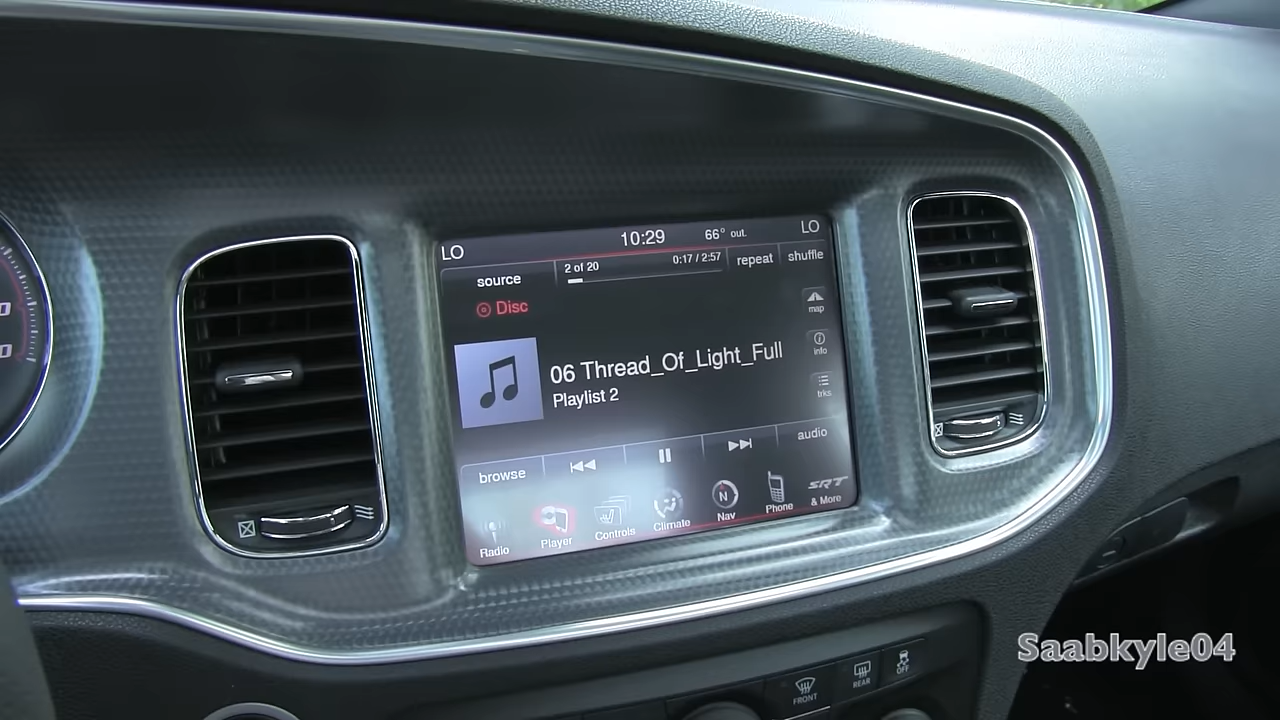 LO
10:29
66° out.
LO
source
2 of 20
0:17 / 2:57
repeat
shuffle
Disc
map
06 Thread_Of_Light_Full
Playlist 2
info
trks
browse
audio
Radio
Player
Controls
N
Climate
Nav
Phone
SRT
& More
FRONT
REAR
OFF
Saabkyle04